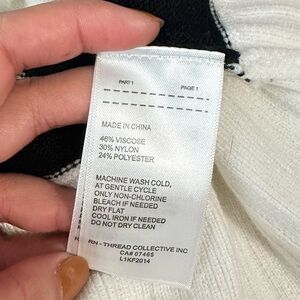 PART 1 PAGE 1
MADE IN CHINA
46% VISCOSE
30% NYLON
24% POLYESTER
MACHINE WASH COLD,
AT GENTLE CYCLE
ONLY NON-CHLORINE
BLEACH IF NEEDED
DRY FLAT
COOL IRON IF NEEDED
DO NOT DRY CLEAN
RN - THREAD COLLECTIVE INC
CA# 07465
L1KF2014